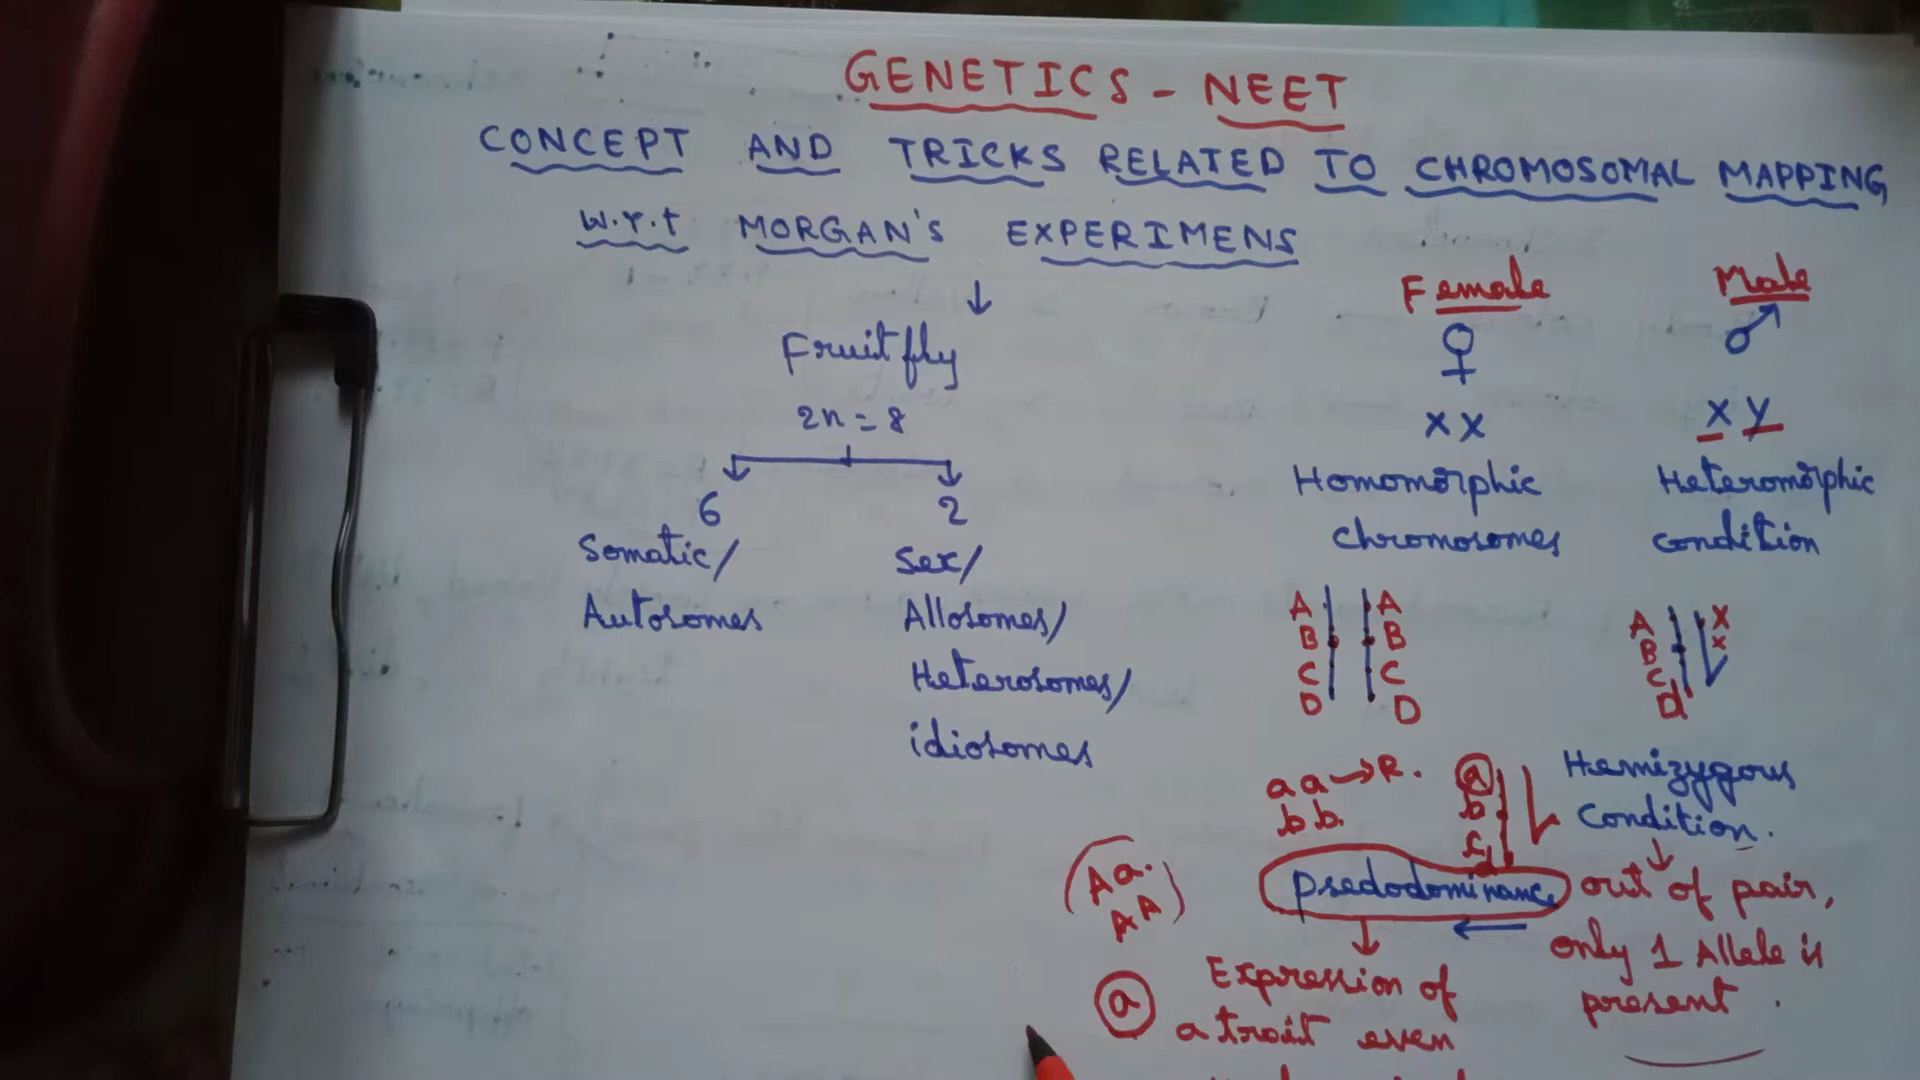 GENETICS - NEET
CONCEPT AND TRICKS RELATED TO CHROMOSOMAL MAPPING
W.r.t MORGAN'S EXPERIMENS
↓
Fruit fly
2n = 8
6 2
Somatic/
Autosomes
Sex/
Allosomes/
Heterosomes/
idiosomes
Female
♀
XX
Homomorphic
chromosomes
A A
B B
C C
D D
Male
♂
X Y
Heteromorphic
condition
A X
B X
C
d
Hemizygous
Condition.
↓
out of pair,
only 1 Allele is
present.
aa → R.
bb.
a
b
c
d
Aa.
AA
psedodominance
←
↓
a
Expression of
a trait even